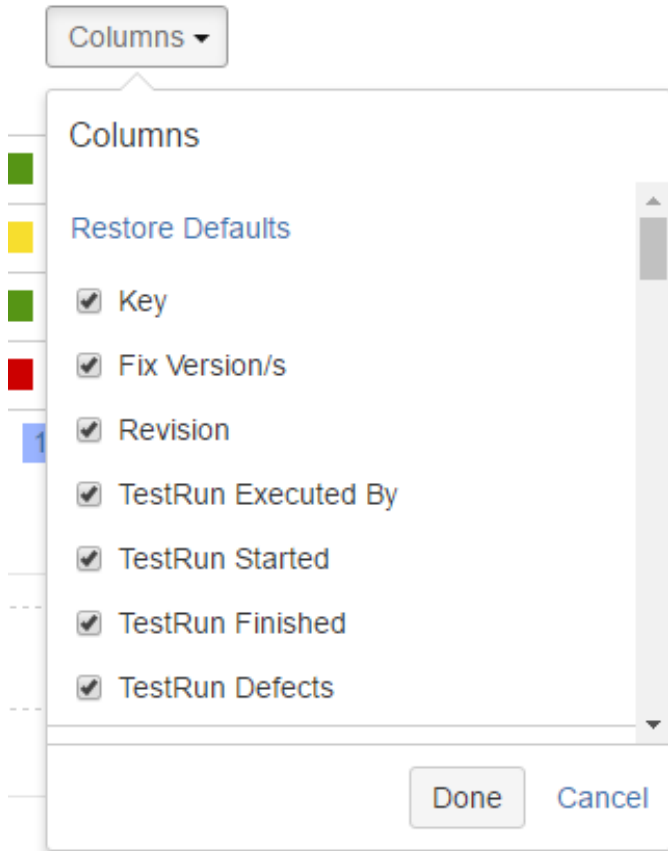 Columns
Columns
Restore Defaults
Key
Fix Version/s
Revision
TestRun Executed By
TestRun Started
TestRun Finished
TestRun Defects
1
Done Cancel